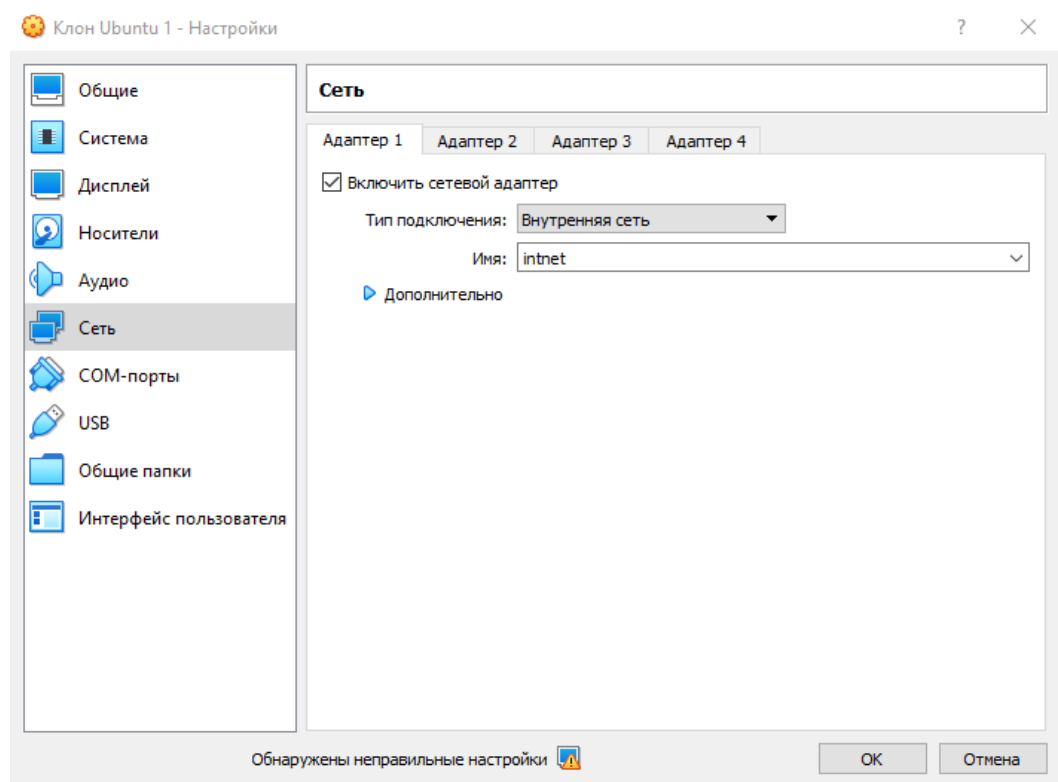 Клон Ubuntu 1 - Настройки
?
Общие
Система
Дисплей
Носители
Аудио
Сеть
COM-порты
USB
Общие папки
Интерфейс пользователя
Сеть
Адаптер 1 Адаптер 2 Адаптер 3 Адаптер 4
Включить сетевой адаптер
Тип подключения: Внутренняя сеть
Имя: intnet
Дополнительно
Обнаружены неправильные настройки
OK Отмена